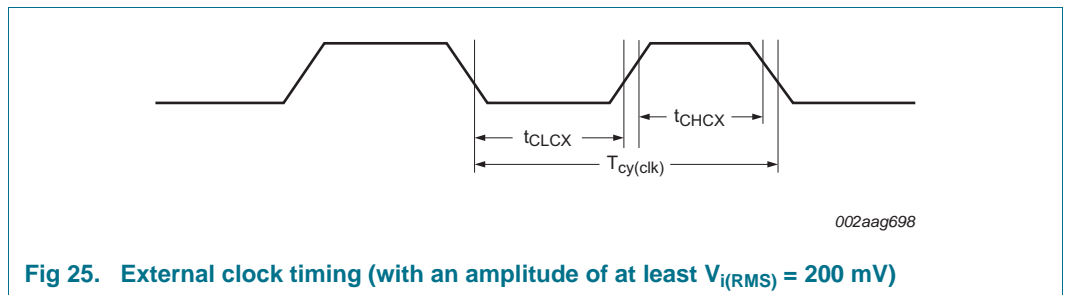 tCHCX
tCLCX
Tcy(clk)
002aag698
Fig 25. External clock timing (with an amplitude of at least Vi(RMS) = 200 mV)